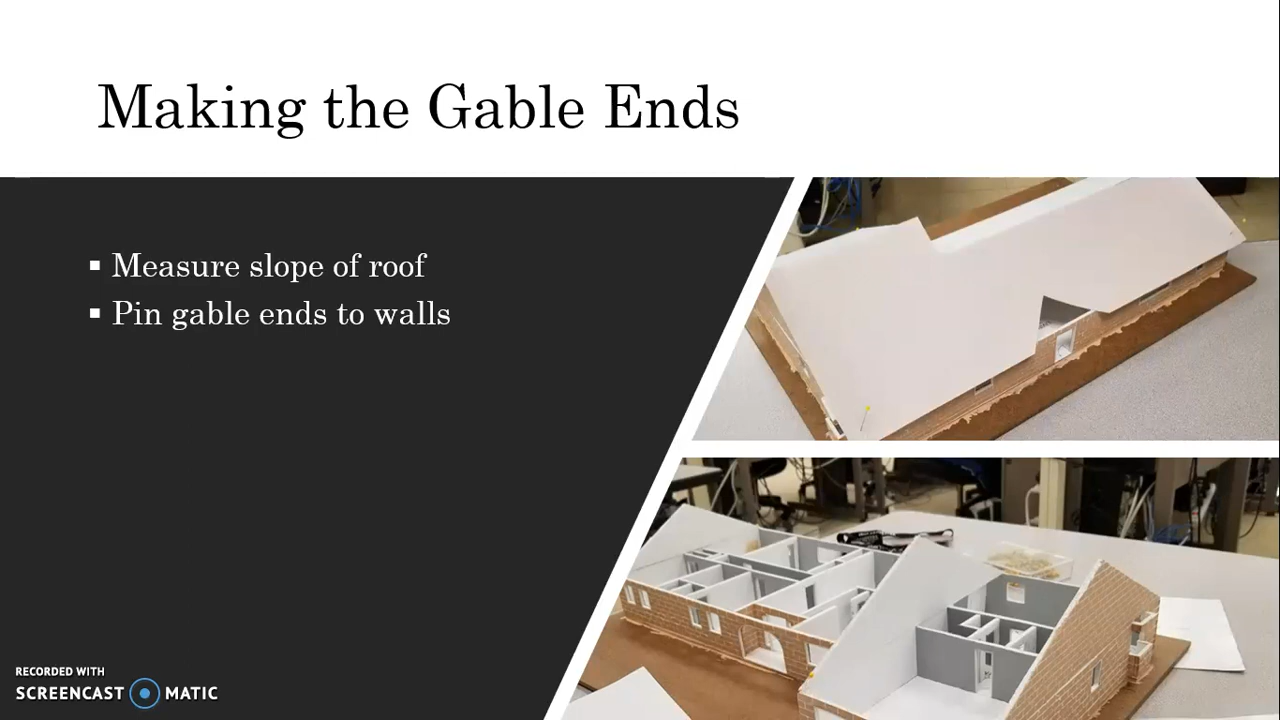 Making the Gable Ends
▪ Measure slope of roof
▪ Pin gable ends to walls
RECORDED WITH
SCREENCAST MATIC